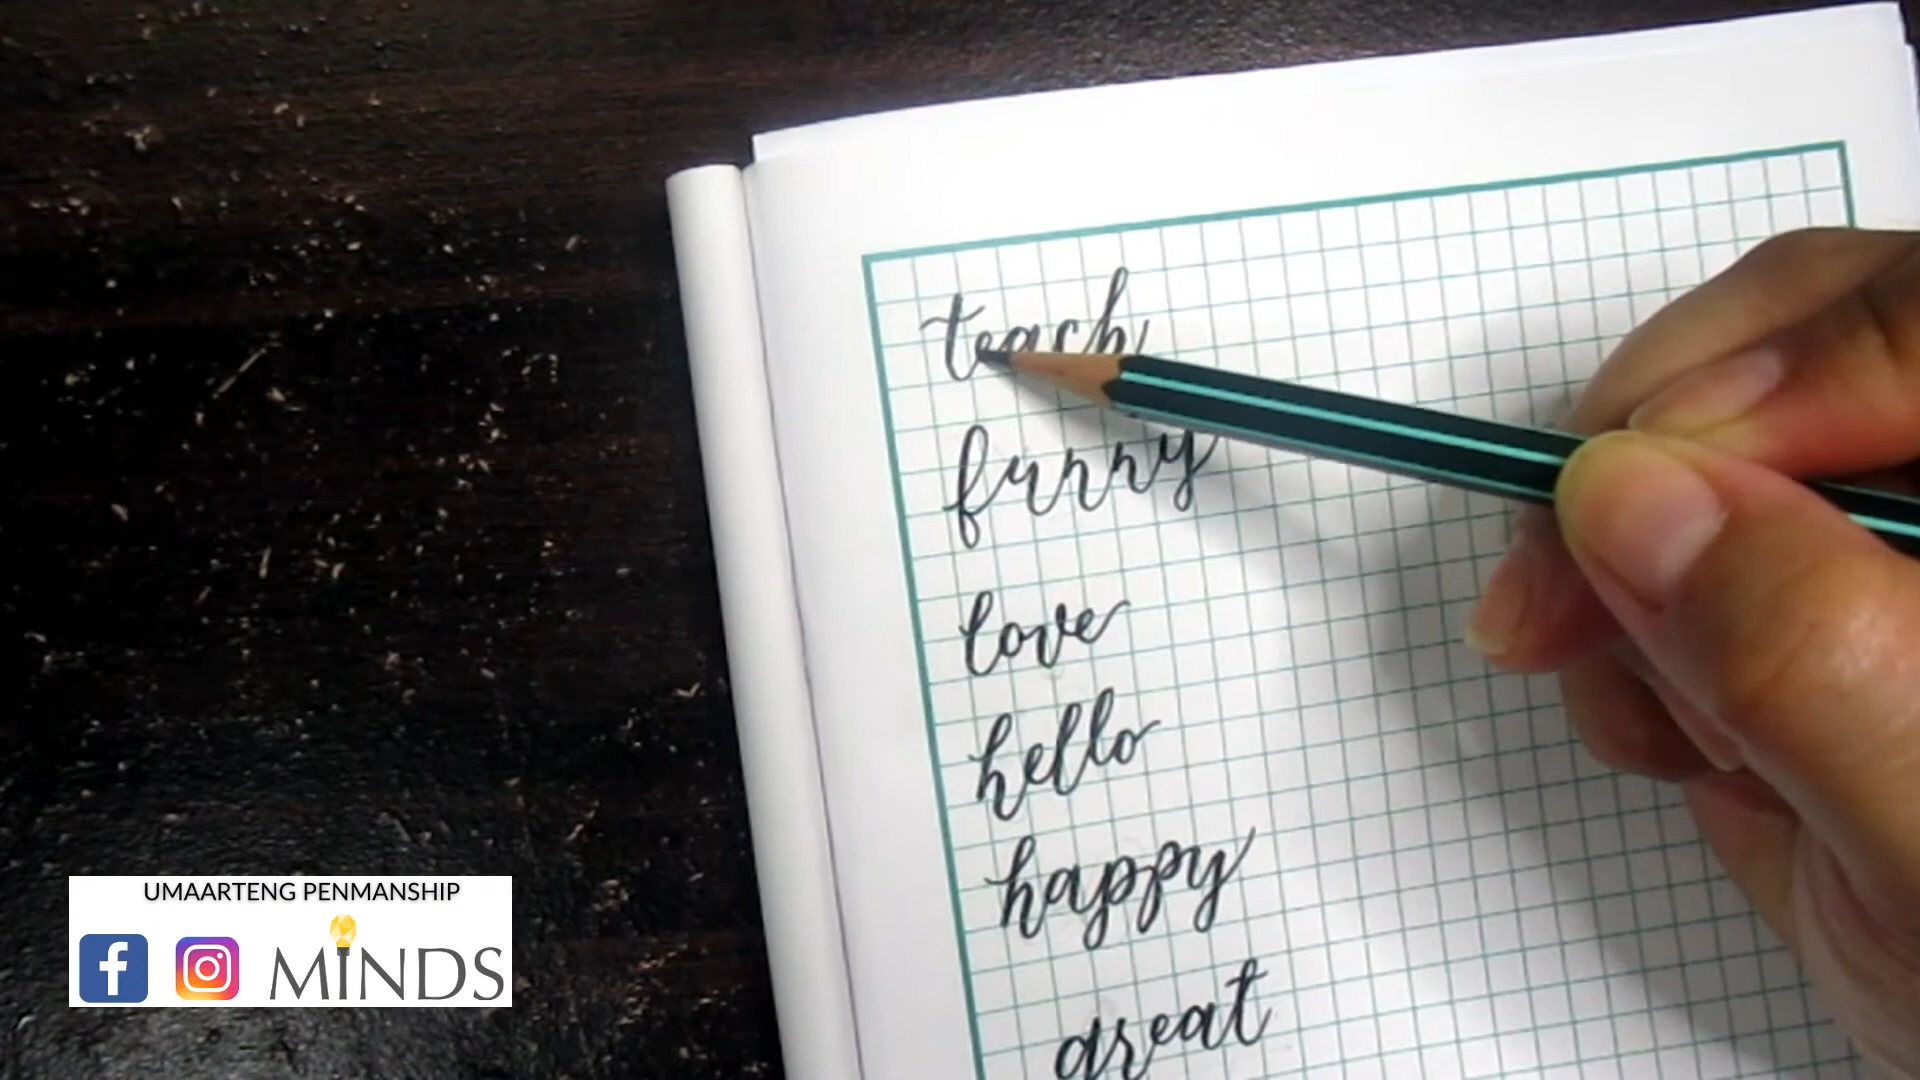 teach
funny
love
hello
happy
great
UMAARTENG PENMANSHIP
MINDS